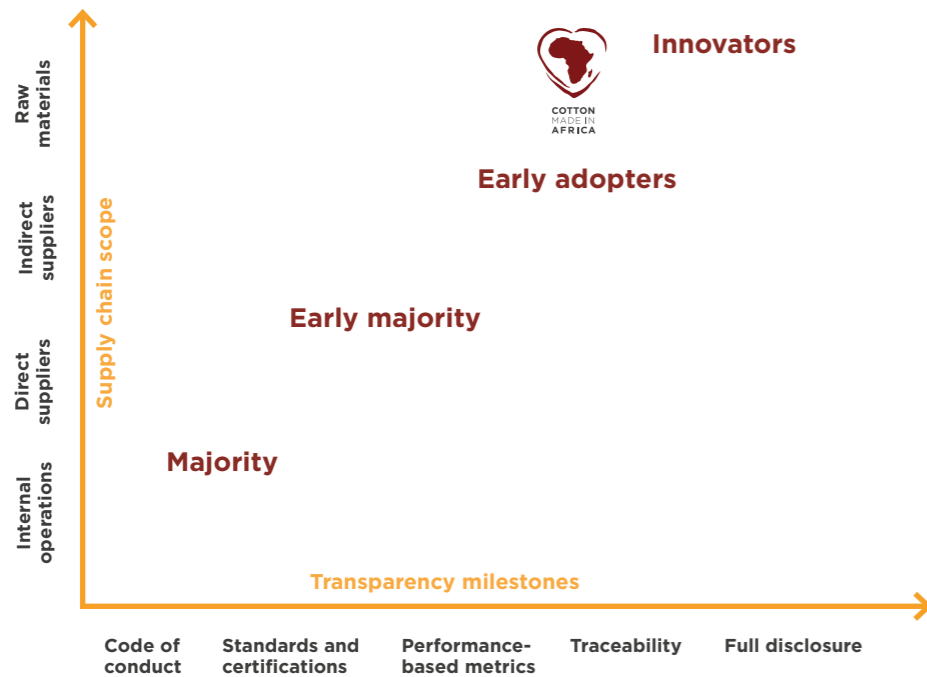 Raw
materials
Indirect
suppliers
Direct
suppliers
Internal
operations
Supply chain scope
Innovators
COTTON
MADE IN
AFRICA
Early adopters
Early majority
Majority
Transparency milestones
Code of
conduct
Standards and
certifications
Performance-
based metrics
Traceability
Full disclosure